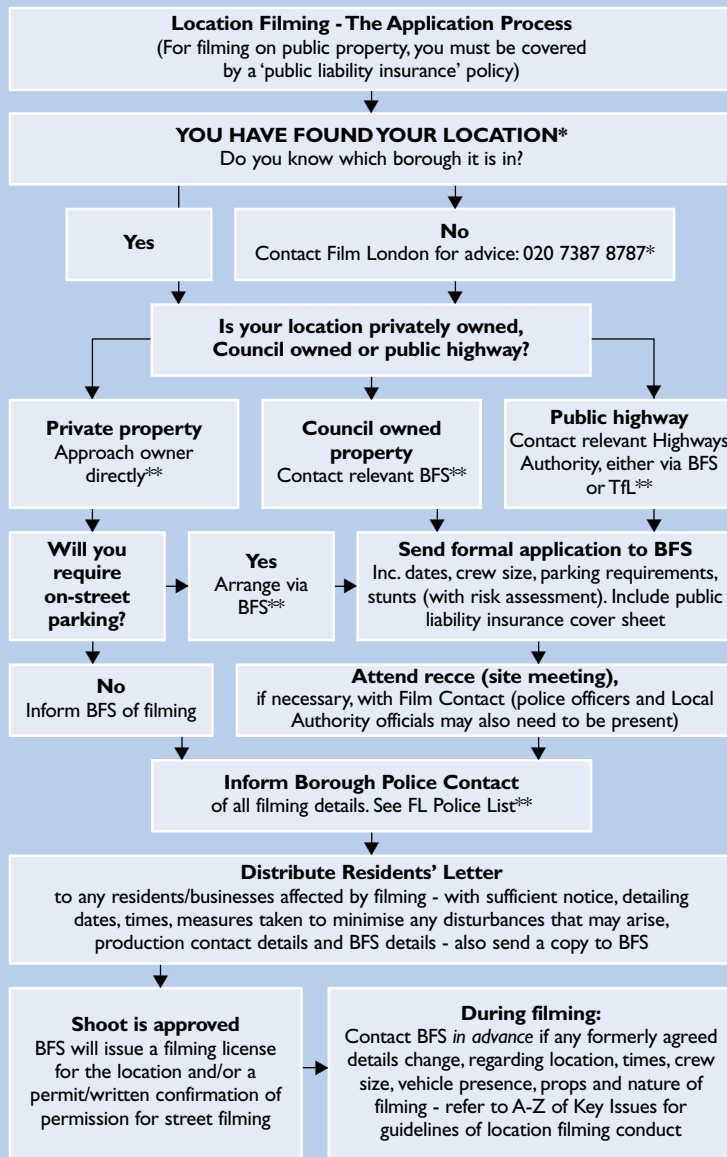 Location Filming - The Application Process
(For filming on public property, you must be covered
by a ‘public liability insurance’ policy)
YOU HAVE FOUND YOUR LOCATION*
Do you know which borough it is in?
Yes
No
Contact Film London for advice: 020 7387 8787*
Is your location privately owned,
Council owned or public highway?
Private property
Approach owner
directly**
Council owned
property
Contact relevant BFS**
Public highway
Contact relevant Highways
Authority, either via BFS
or TfL**
Will you
require
on-street
parking?
Yes
Arrange via
BFS**
Send formal application to BFS
Inc. dates, crew size, parking requirements,
stunts (with risk assessment). Include public
liability insurance cover sheet
No
Inform BFS of filming
Attend recce (site meeting),
if necessary, with Film Contact (police officers and Local
Authority officials may also need to be present)
Inform Borough Police Contact
of all filming details. See FL Police List**
Distribute Residents’ Letter
to any residents/businesses affected by filming - with sufficient notice, detailing
dates, times, measures taken to minimise any disturbances that may arise,
production contact details and BFS details - also send a copy to BFS
Shoot is approved
BFS will issue a filming license
for the location and/or a
permit/written confirmation of
permission for street filming
During filming:
Contact BFS in advance if any formerly agreed
details change, regarding location, times, crew
size, vehicle presence, props and nature of
filming - refer to A-Z of Key Issues for
guidelines of location filming conduct